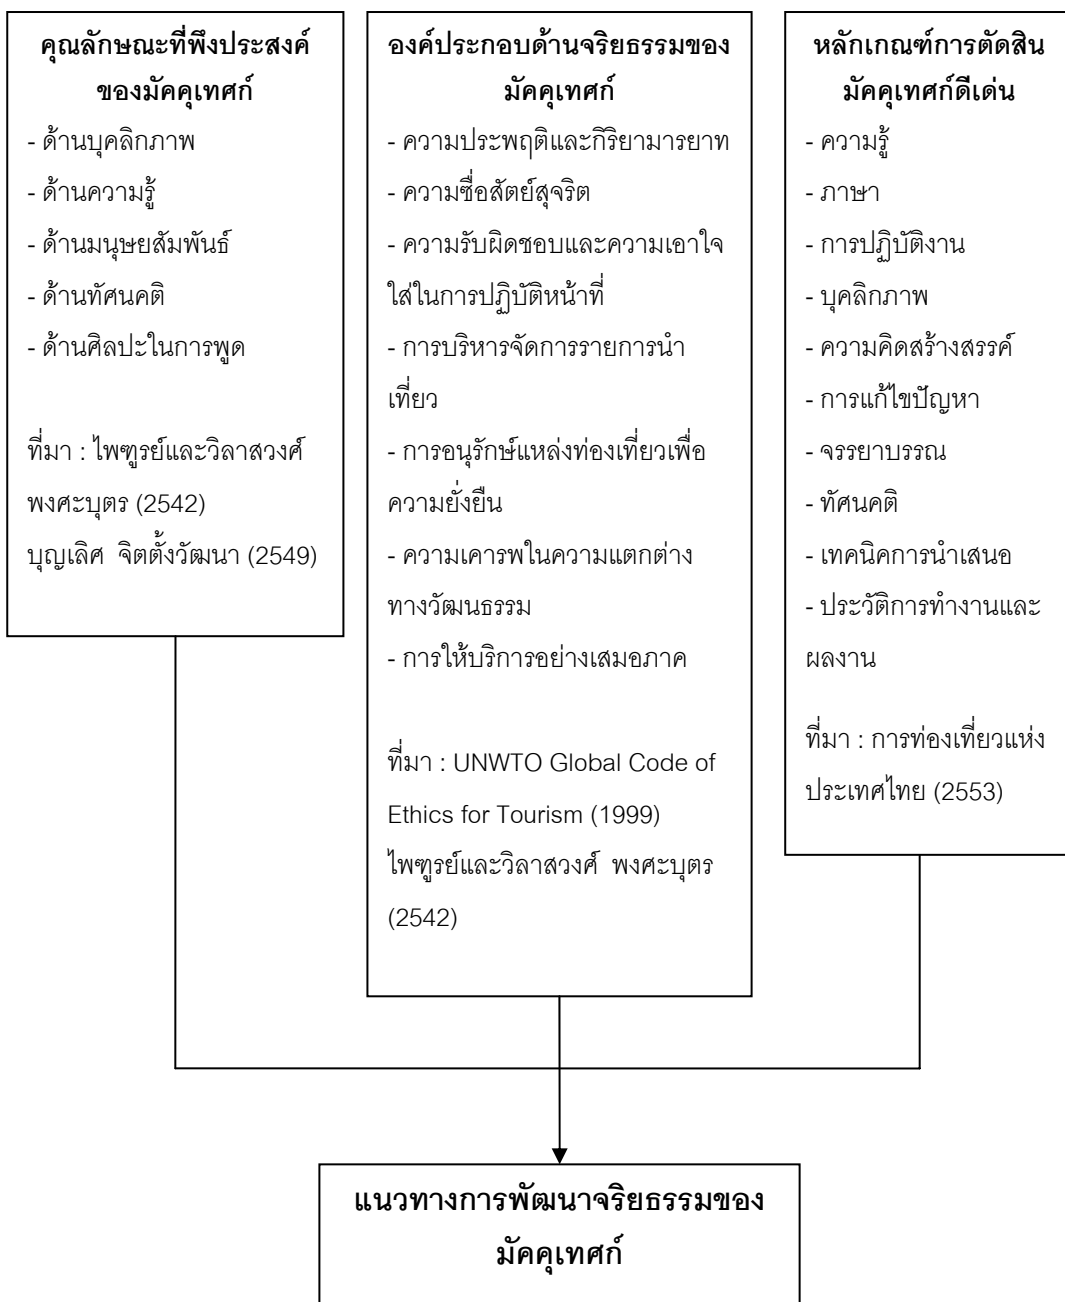 คุณลักษณะที่พึงประสงค์
ของมัคคุเทศก์
- ด้านบุคลิกภาพ
- ด้านความรู้
- ด้านมนุษยสัมพันธ์
- ด้านทัศนคติ
- ด้านศิลปะในการพูด
ที่มา : ไพฑูรย์และวิลาสวงศ์
พงศะบุตร (2542)
บุญเลิศ จิตตั้งวัฒนา (2549)
องค์ประกอบด้านจริยธรรมของ
มัคคุเทศก์
- ความประพฤติและกิริยามารยาท
- ความซื่อสัตย์สุจริต
- ความรับผิดชอบและความเอาใจ
ใส่ในการปฏิบัติหน้าที่
- การบริหารจัดการรายการนำ
เที่ยว
- การอนุรักษ์แหล่งท่องเที่ยวเพื่อ
ความยั่งยืน
- ความเคารพในความแตกต่าง
ทางวัฒนธรรม
- การให้บริการอย่างเสมอภาค
ที่มา : UNWTO Global Code of
Ethics for Tourism (1999)
ไพฑูรย์และวิลาสวงศ์ พงศะบุตร
(2542)
หลักเกณฑ์การตัดสิน
มัคคุเทศก์ดีเด่น
- ความรู้
- ภาษา
- การปฏิบัติงาน
- บุคลิกภาพ
- ความคิดสร้างสรรค์
- การแก้ไขปัญหา
- จรรยาบรรณ
- ทัศนคติ
- เทคนิคการนำเสนอ
- ประวัติการทำงานและ
ผลงาน
ที่มา : การท่องเที่ยวแห่ง
ประเทศไทย (2553)
แนวทางการพัฒนาจริยธรรมของ
มัคคุเทศก์